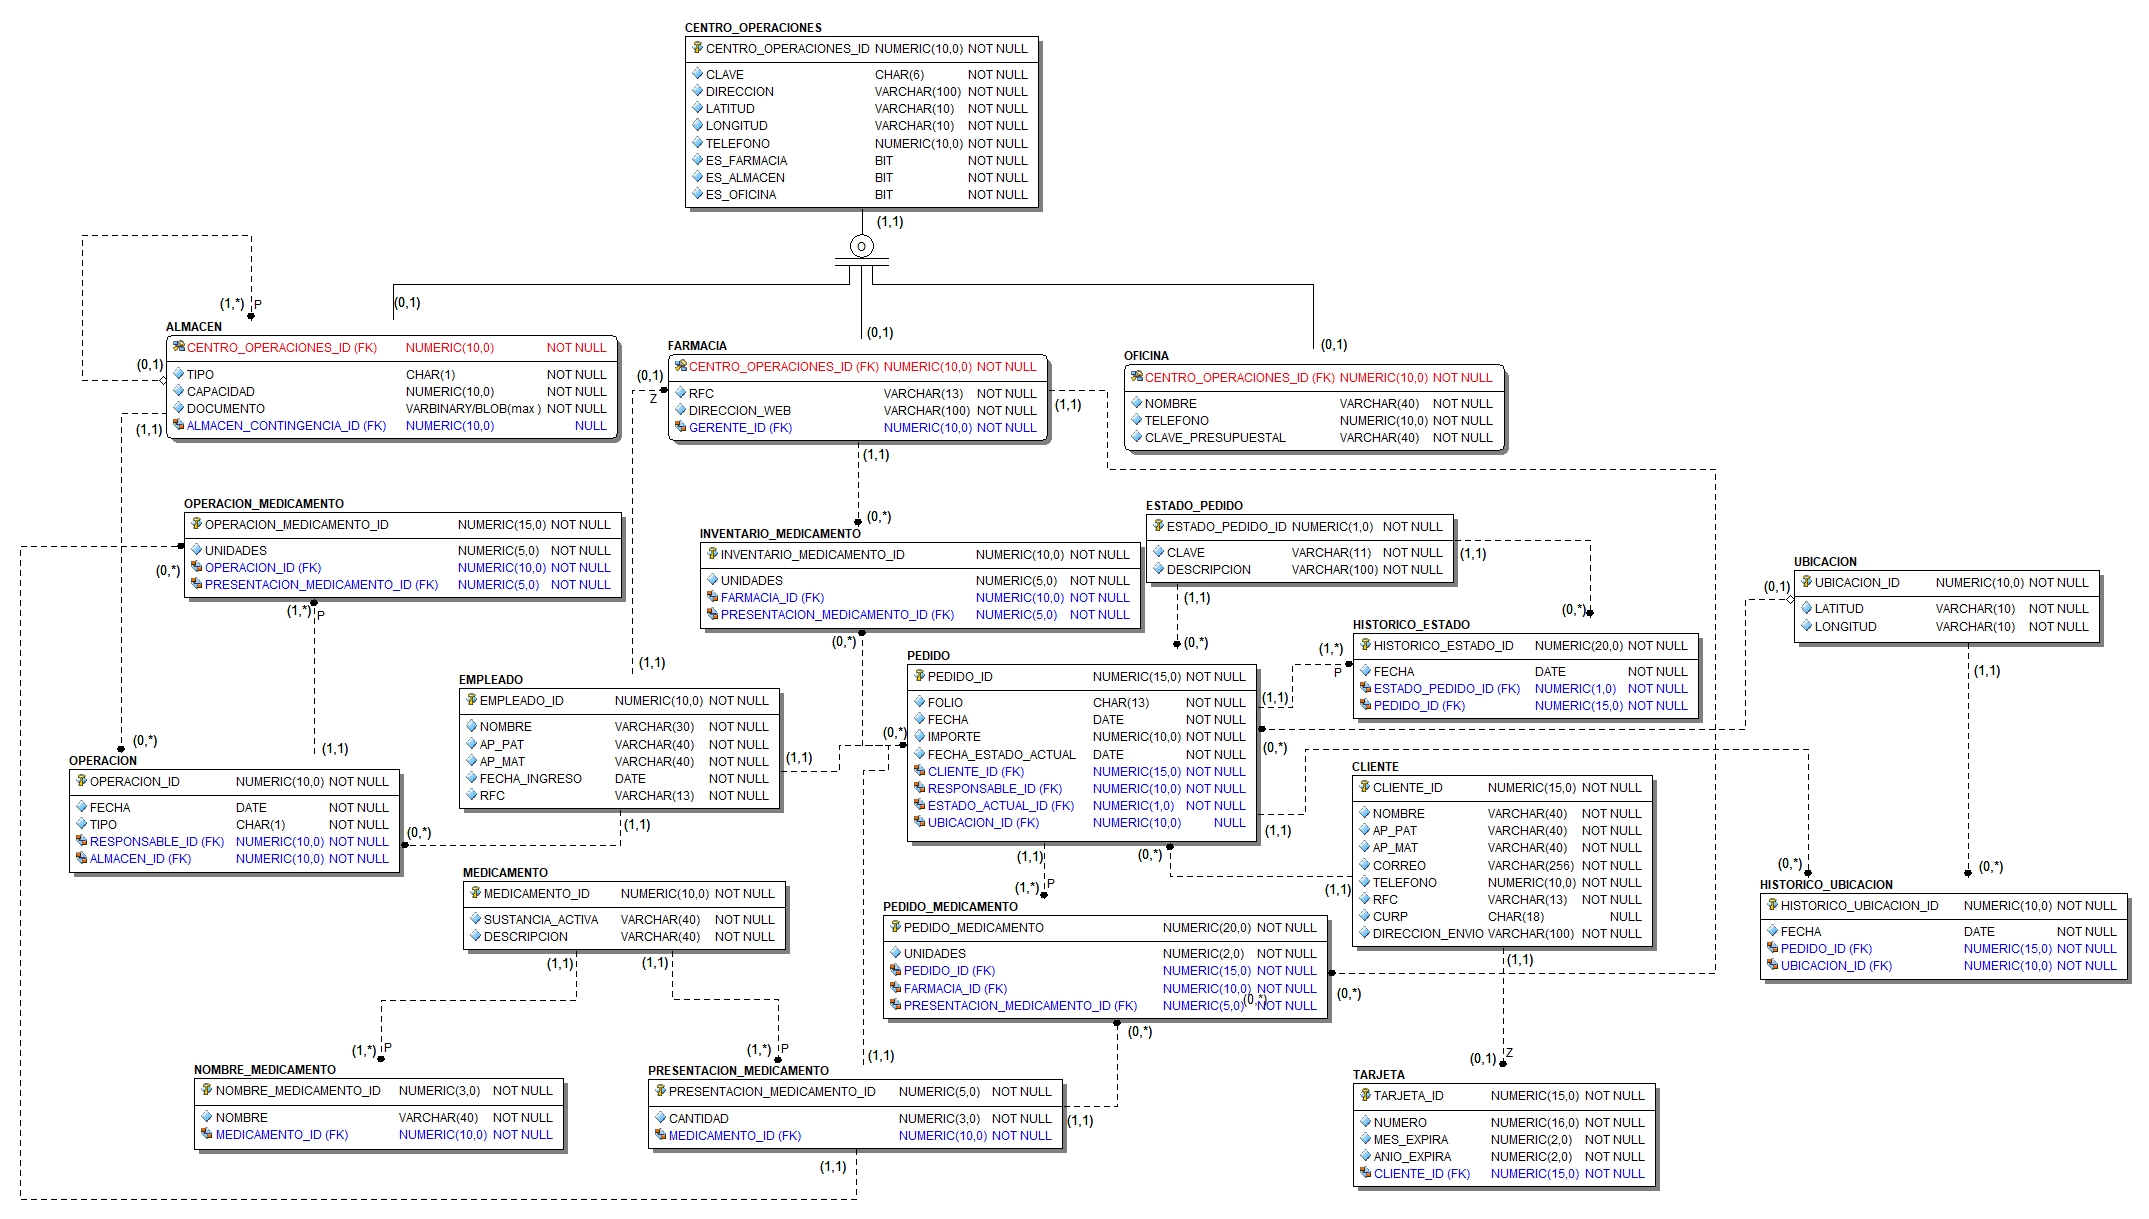 CENTRO_OPERACIONES
CENTRO_OPERACIONES_ID NUMERIC(10,0) NOT NULL
CLAVE CHAR(6) NOT NULL
DIRECCION VARCHAR(100) NOT NULL
LATITUD VARCHAR(10) NOT NULL
LONGITUD VARCHAR(10) NOT NULL
TELEFONO NUMERIC(10,0) NOT NULL
ES_FARMACIA BIT NOT NULL
ES_ALMACEN BIT NOT NULL
ES_OFICINA BIT NOT NULL
(1,1)
O
(0,1)
(0,1)
(0,1)
(1,*) P
ALMACEN
CENTRO_OPERACIONES_ID (FK) NUMERIC(10,0) NOT NULL
TIPO CHAR(1) NOT NULL
CAPACIDAD NUMERIC(10,0) NOT NULL
DOCUMENTO VARBINARY/BLOB(max ) NOT NULL
ALMACEN_CONTINGENCIA_ID (FK) NUMERIC(10,0) NULL
(0,1)
(1,1)
FARMACIA
CENTRO_OPERACIONES_ID (FK) NUMERIC(10,0) NOT NULL
RFC VARCHAR(13) NOT NULL
DIRECCION_WEB VARCHAR(100) NOT NULL
GERENTE_ID (FK) NUMERIC(10,0) NOT NULL
(0,1)
Z
(1,1)
(1,1)
OFICINA
CENTRO_OPERACIONES_ID (FK) NUMERIC(10,0) NOT NULL
NOMBRE VARCHAR(40) NOT NULL
TELEFONO NUMERIC(10,0) NOT NULL
CLAVE_PRESUPUESTAL VARCHAR(40) NOT NULL
OPERACION_MEDICAMENTO
OPERACION_MEDICAMENTO_ID NUMERIC(15,0) NOT NULL
UNIDADES NUMERIC(5,0) NOT NULL
OPERACION_ID (FK) NUMERIC(10,0) NOT NULL
PRESENTACION_MEDICAMENTO_ID (FK) NUMERIC(5,0) NOT NULL
(0,*)
(1,*) P
(0,*)
INVENTARIO_MEDICAMENTO
INVENTARIO_MEDICAMENTO_ID NUMERIC(10,0) NOT NULL
UNIDADES NUMERIC(5,0) NOT NULL
FARMACIA_ID (FK) NUMERIC(10,0) NOT NULL
PRESENTACION_MEDICAMENTO_ID (FK) NUMERIC(5,0) NOT NULL
(0,*)
ESTADO_PEDIDO
ESTADO_PEDIDO_ID NUMERIC(1,0) NOT NULL
CLAVE VARCHAR(11) NOT NULL
DESCRIPCION VARCHAR(100) NOT NULL
(1,1)
(1,1)
(0,*)
(0,*)
UBICACION
UBICACION_ID NUMERIC(10,0) NOT NULL
LATITUD VARCHAR(10) NOT NULL
LONGITUD VARCHAR(10) NOT NULL
(0,1)
(1,1)
HISTORICO_ESTADO
HISTORICO_ESTADO_ID NUMERIC(20,0) NOT NULL
FECHA DATE NOT NULL
ESTADO_PEDIDO_ID (FK) NUMERIC(1,0) NOT NULL
PEDIDO_ID (FK) NUMERIC(15,0) NOT NULL
(1,*)
P
PEDIDO
PEDIDO_ID NUMERIC(15,0) NOT NULL
FOLIO CHAR(13) NOT NULL
FECHA DATE NOT NULL
IMPORTE NUMERIC(10,0) NOT NULL
FECHA_ESTADO_ACTUAL DATE NOT NULL
CLIENTE_ID (FK) NUMERIC(15,0) NOT NULL
RESPONSABLE_ID (FK) NUMERIC(10,0) NOT NULL
ESTADO_ACTUAL_ID (FK) NUMERIC(1,0) NOT NULL
UBICACION_ID (FK) NUMERIC(10,0) NULL
(1,1)
(0,*)
(0,*)
(1,1)
(1,1)
(0,*)
(1,1)
EMPLEADO
EMPLEADO_ID NUMERIC(10,0) NOT NULL
NOMBRE VARCHAR(30) NOT NULL
AP_PAT VARCHAR(40) NOT NULL
AP_MAT VARCHAR(40) NOT NULL
FECHA_INGRESO DATE NOT NULL
RFC VARCHAR(13) NOT NULL
(1,1)
(1,1)
(0,*)
(1,1)
OPERACION
OPERACION_ID NUMERIC(10,0) NOT NULL
FECHA DATE NOT NULL
TIPO CHAR(1) NOT NULL
RESPONSABLE_ID (FK) NUMERIC(10,0) NOT NULL
ALMACEN_ID (FK) NUMERIC(10,0) NOT NULL
(0,*)
CLIENTE
CLIENTE_ID NUMERIC(15,0) NOT NULL
NOMBRE VARCHAR(40) NOT NULL
AP_PAT VARCHAR(40) NOT NULL
AP_MAT VARCHAR(40) NOT NULL
CORREO VARCHAR(256) NOT NULL
TELEFONO NUMERIC(10,0) NOT NULL
RFC VARCHAR(13) NOT NULL
CURP CHAR(18) NULL
DIRECCION_ENVIO VARCHAR(100) NOT NULL
(1,1)
(1,1)
(0,*)
(0,*)
HISTORICO_UBICACION
HISTORICO_UBICACION_ID NUMERIC(10,0) NOT NULL
FECHA DATE NOT NULL
PEDIDO_ID (FK) NUMERIC(15,0) NOT NULL
UBICACION_ID (FK) NUMERIC(10,0) NOT NULL
MEDICAMENTO
MEDICAMENTO_ID NUMERIC(10,0) NOT NULL
SUSTANCIA_ACTIVA VARCHAR(40) NOT NULL
DESCRIPCION VARCHAR(40) NOT NULL
(1,1)
(1,1)
(1,*) P
PEDIDO_MEDICAMENTO
PEDIDO_MEDICAMENTO NUMERIC(20,0) NOT NULL
UNIDADES NUMERIC(2,0) NOT NULL
PEDIDO_ID (FK) NUMERIC(15,0) NOT NULL
FARMACIA_ID (FK) NUMERIC(10,0) NOT NULL
PRESENTACION_MEDICAMENTO_ID (FK) NUMERIC(5,0) NOT NULL
(0,*)
(0,*)
(0,*)
(1,*) P
NOMBRE_MEDICAMENTO
NOMBRE_MEDICAMENTO_ID NUMERIC(3,0) NOT NULL
NOMBRE VARCHAR(40) NOT NULL
MEDICAMENTO_ID (FK) NUMERIC(10,0) NOT NULL
(1,*) P
(1,1)
PRESENTACION_MEDICAMENTO
PRESENTACION_MEDICAMENTO_ID NUMERIC(5,0) NOT NULL
CANTIDAD NUMERIC(3,0) NOT NULL
MEDICAMENTO_ID (FK) NUMERIC(10,0) NOT NULL
(1,1)
(1,1)
(0,1) Z
TARJETA
TARJETA_ID NUMERIC(15,0) NOT NULL
NUMERO NUMERIC(16,0) NOT NULL
MES_EXPIRA NUMERIC(2,0) NOT NULL
ANIO_EXPIRA NUMERIC(2,0) NOT NULL
CLIENTE_ID (FK) NUMERIC(15,0) NOT NULL